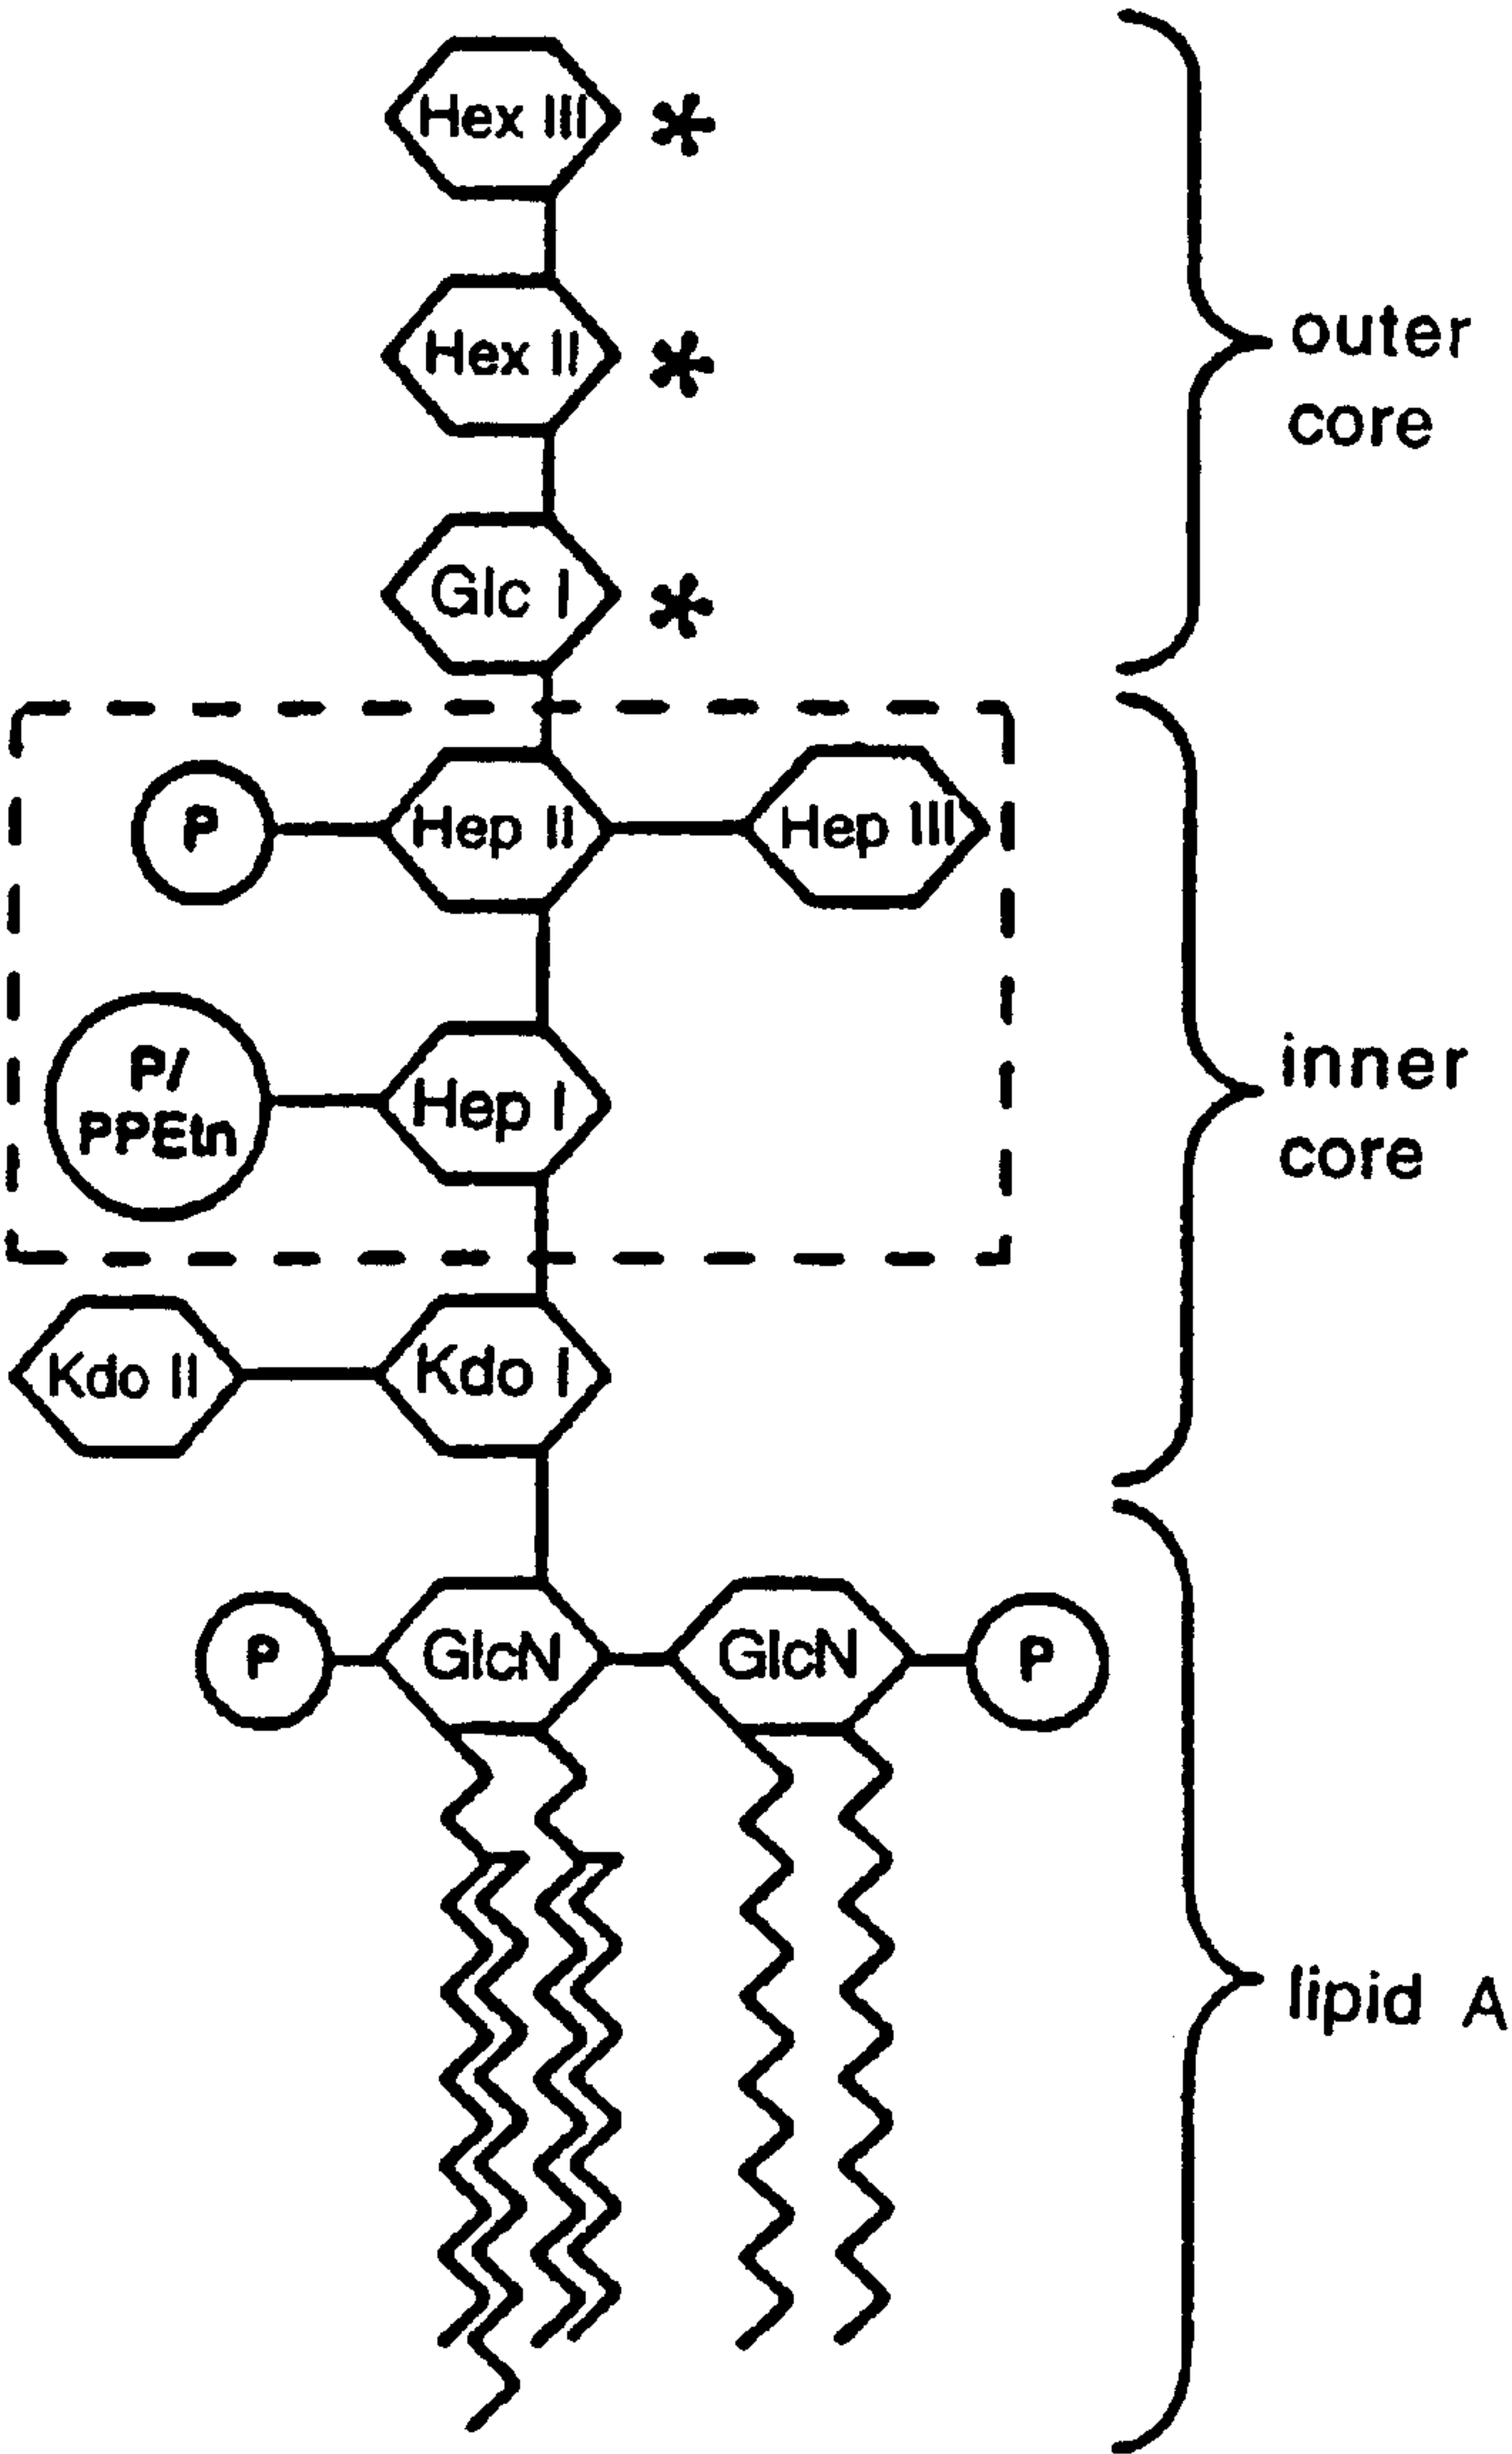 Hex III *
Hex II *
outer
core
Glc I *
P
Hep II
Hep III
P/
PPEtn
Hep I
inner
core
Kdo II
Kdo I
P
GlcN
GlcN
P
lipid A